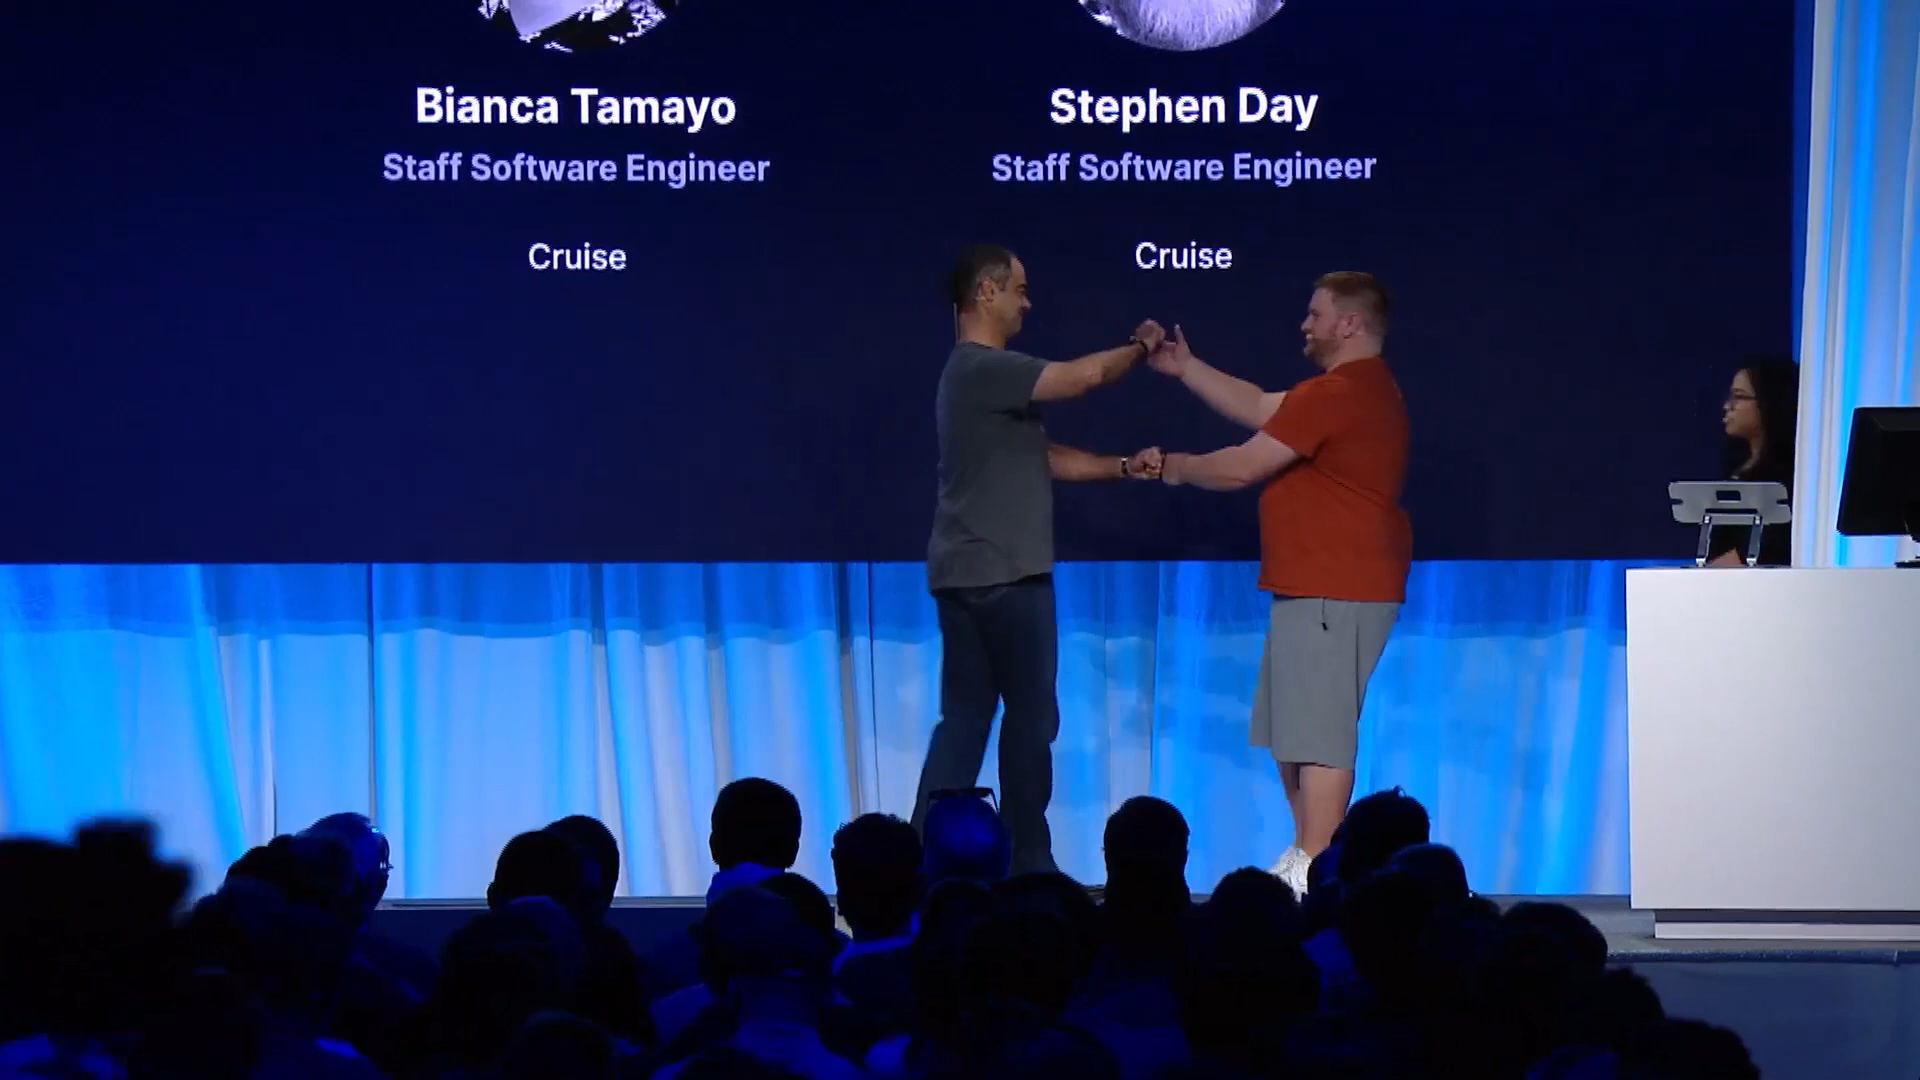 Bianca Tamayo
Staff Software Engineer
Cruise
Stephen Day
Staff Software Engineer
Cruise